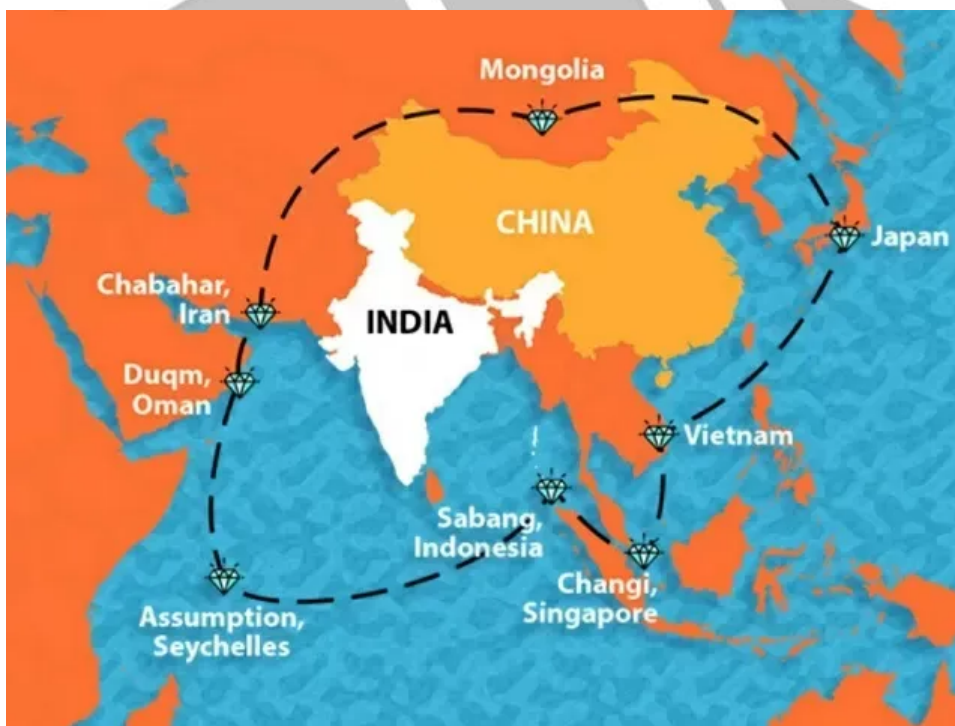 Mongolia
CHINA
Japan
Chabahar,
Iran
INDIA
Duqm,
Oman
Vietnam
Sabang,
Indonesia
Changi,
Singapore
Assumption,
Seychelles